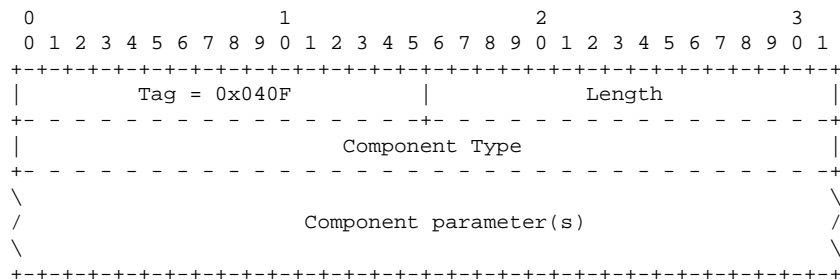 0                   1                   2                   3
 0 1 2 3 4 5 6 7 8 9 0 1 2 3 4 5 6 7 8 9 0 1 2 3 4 5 6 7 8 9 0 1
+-+-+-+-+-+-+-+-+-+-+-+-+-+-+-+-+-+-+-+-+-+-+-+-+-+-+-+-+-+-+-+-+
|         Tag = 0x040F          |            Length             |
+- - - - - - - - - - - - - - - -+- - - - - - - - - - - - - - - -+
|                         Component Type                        |
+- - - - - - - - - - - - - - - - - - - - - - - - - - - - - - - -+
\                                                               \
/                      Component parameter(s)                   /
\                                                               \
+-+-+-+-+-+-+-+-+-+-+-+-+-+-+-+-+-+-+-+-+-+-+-+-+-+-+-+-+-+-+-+-+